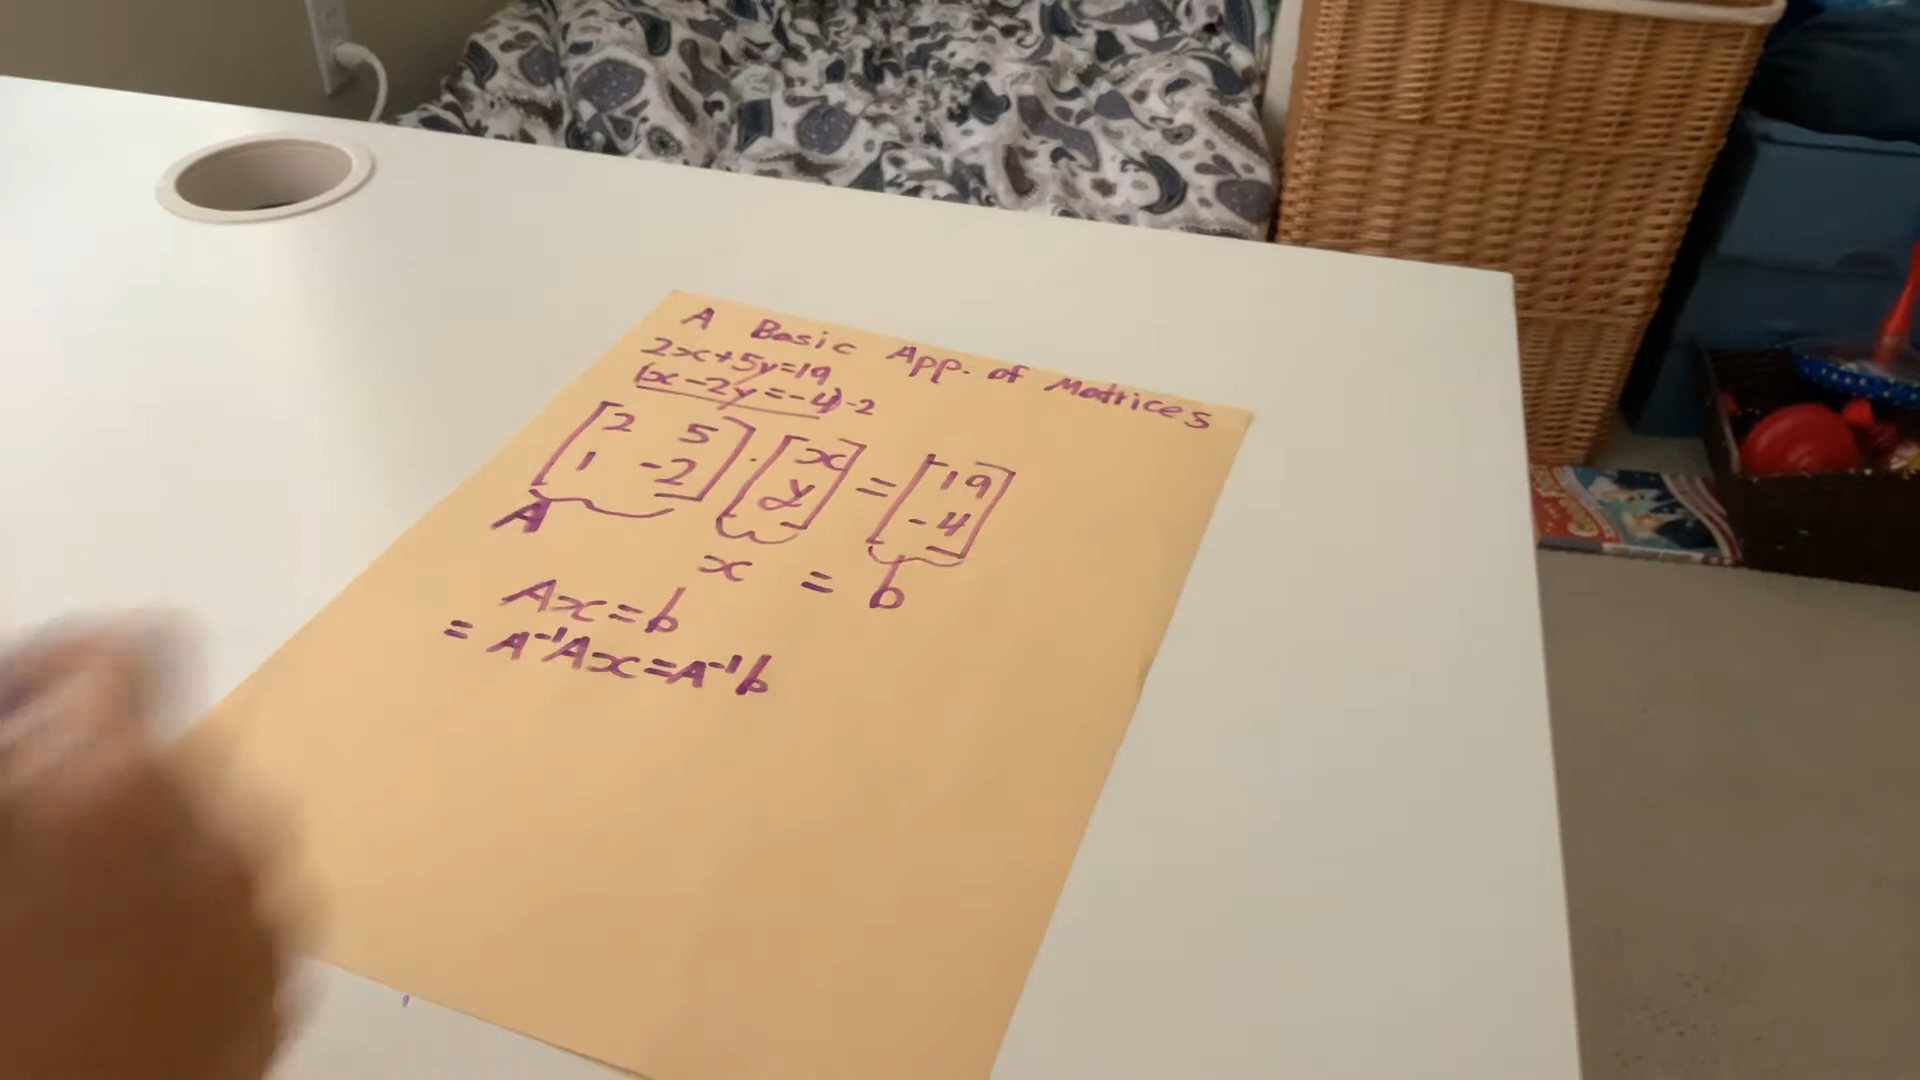 A Basic App. of Matrices
2x+5y=19
(x-2y=-4)-2
[2 5
1 -2] · [x
y] = [19
-4]
A
x = b
Ax=b
= A⁻¹Ax=A⁻¹b